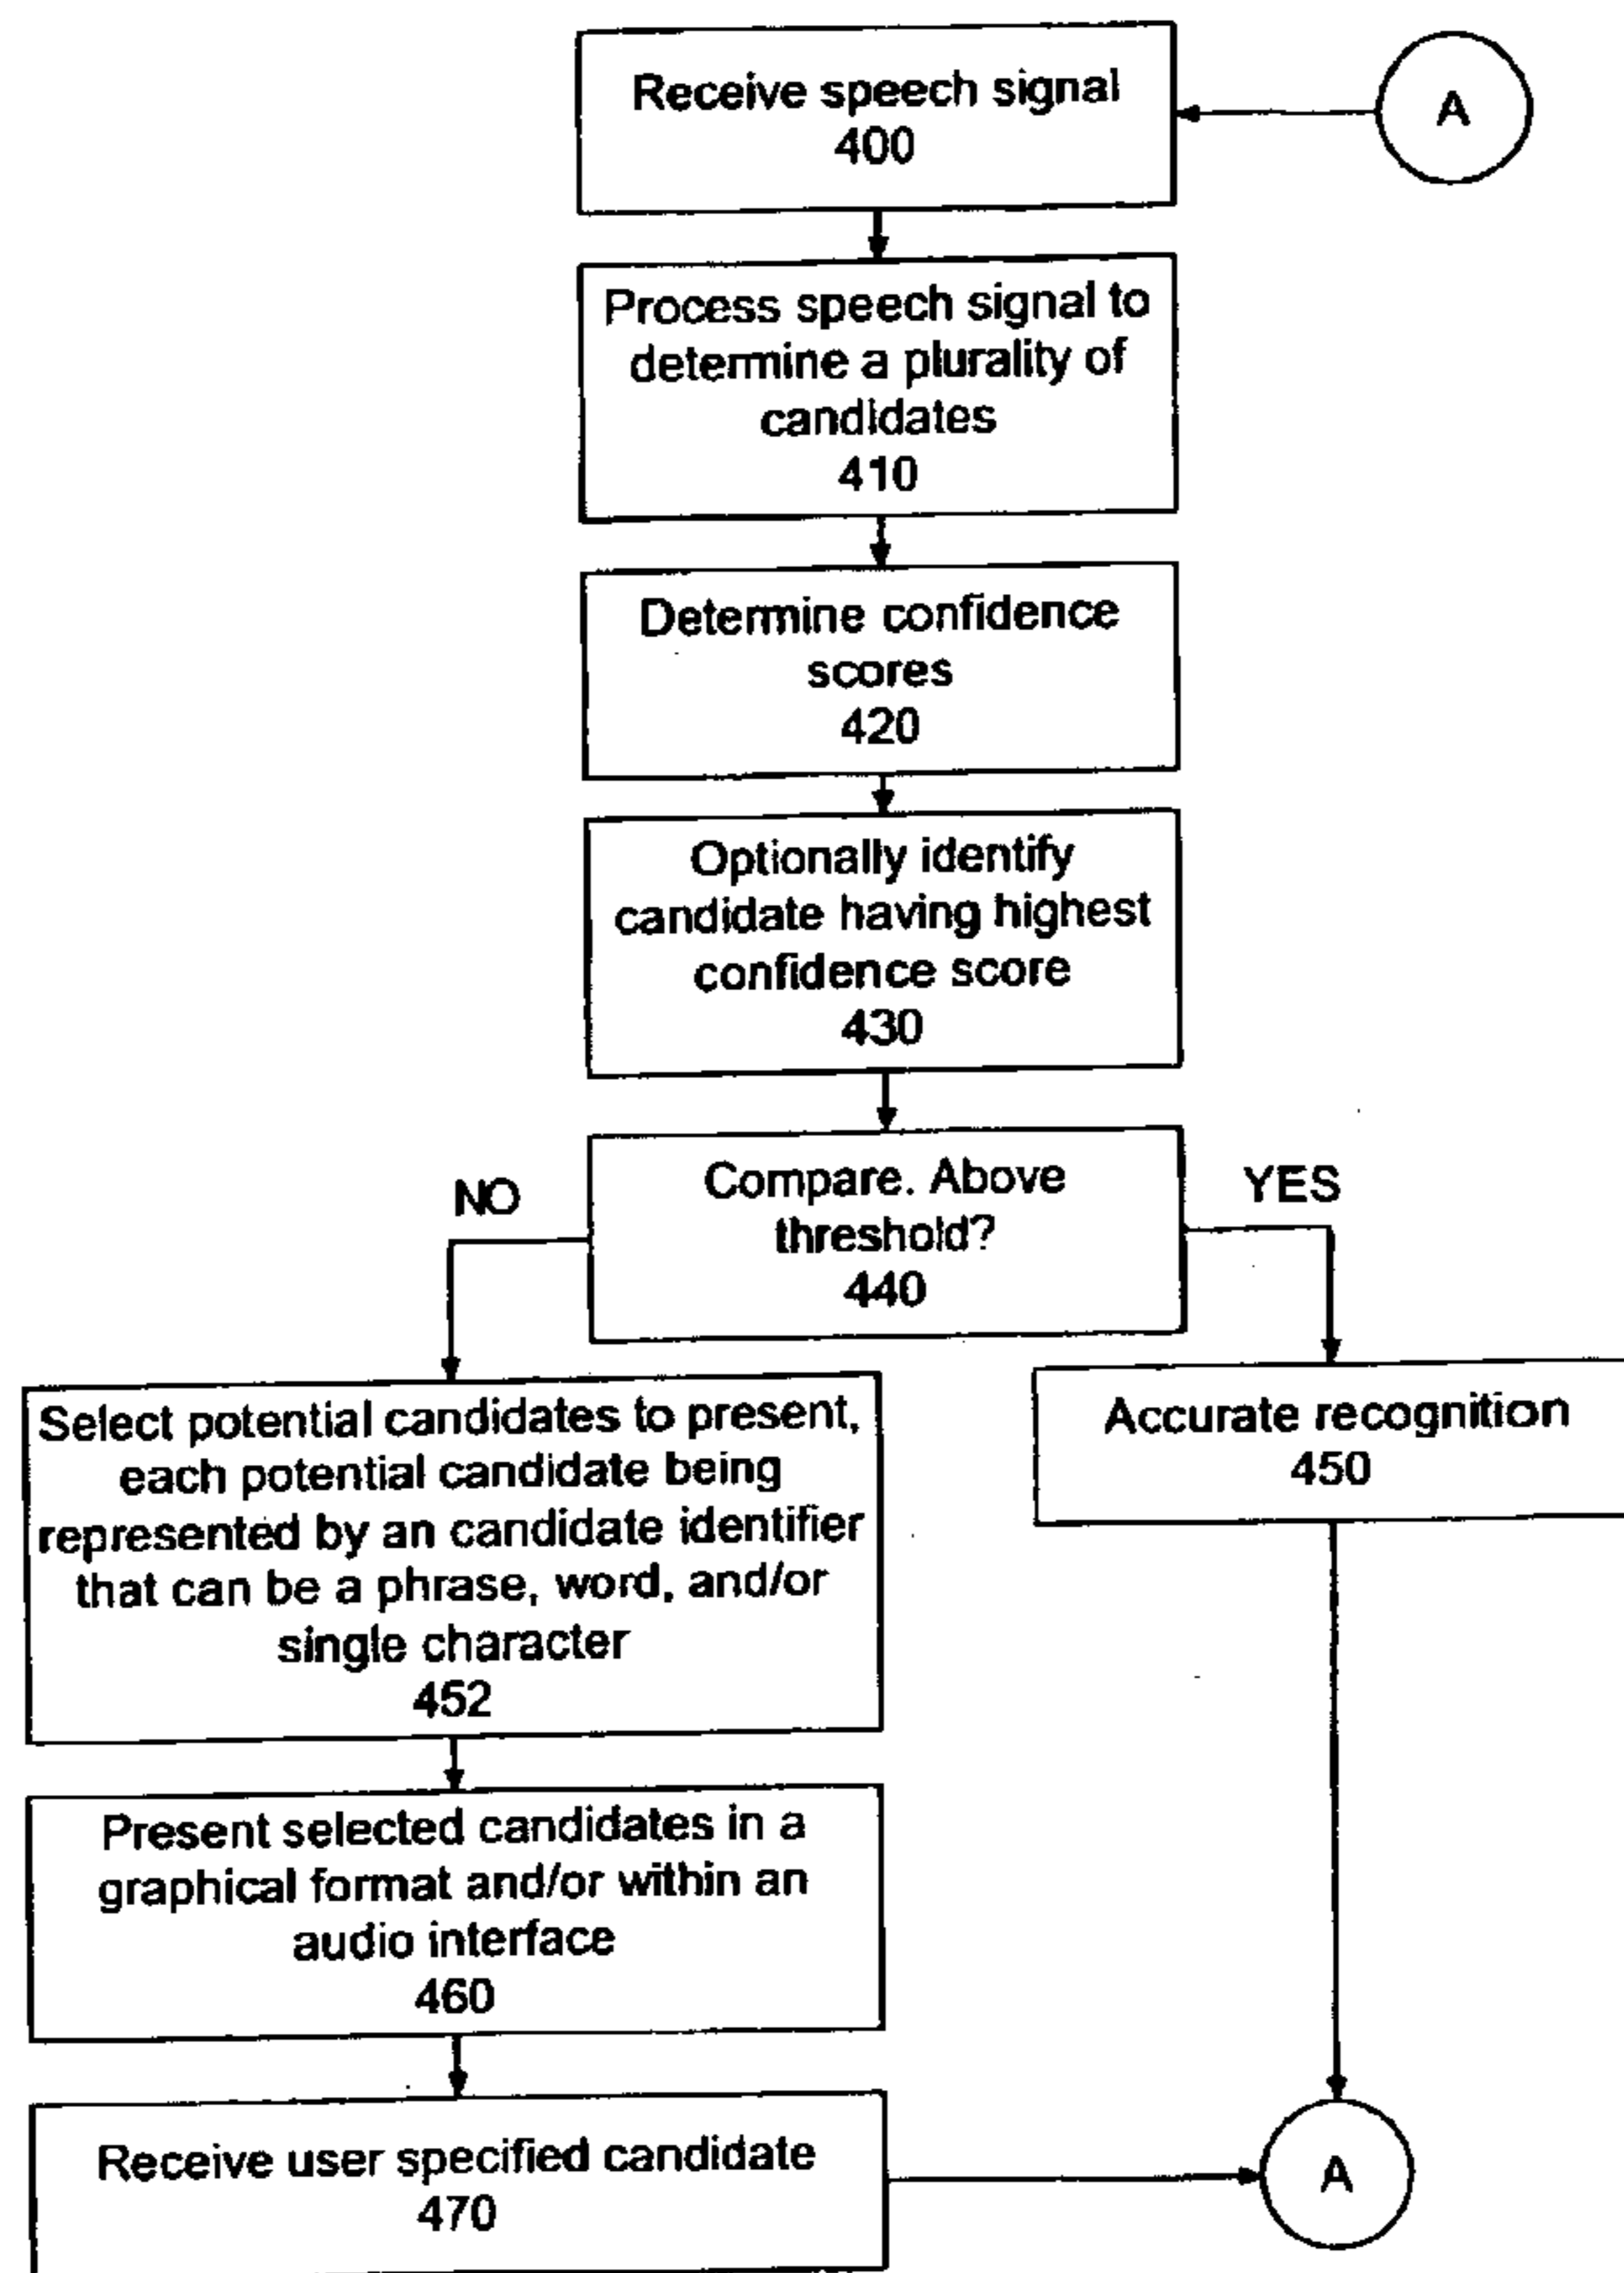 Receive speech signal
400
A
Process speech signal to
determine a plurality of
candidates
410
Determine confidence
scores
420
Optionally identify
candidate having highest
confidence score
430
Compare. Above
threshold?
440
NO
YES
Select potential candidates to present,
each potential candidate being
represented by an candidate identifier
that can be a phrase, word, and/or
single character
452
Accurate recognition
450
Present selected candidates in a
graphical format and/or within an
audio interface
460
Receive user specified candidate
470
A